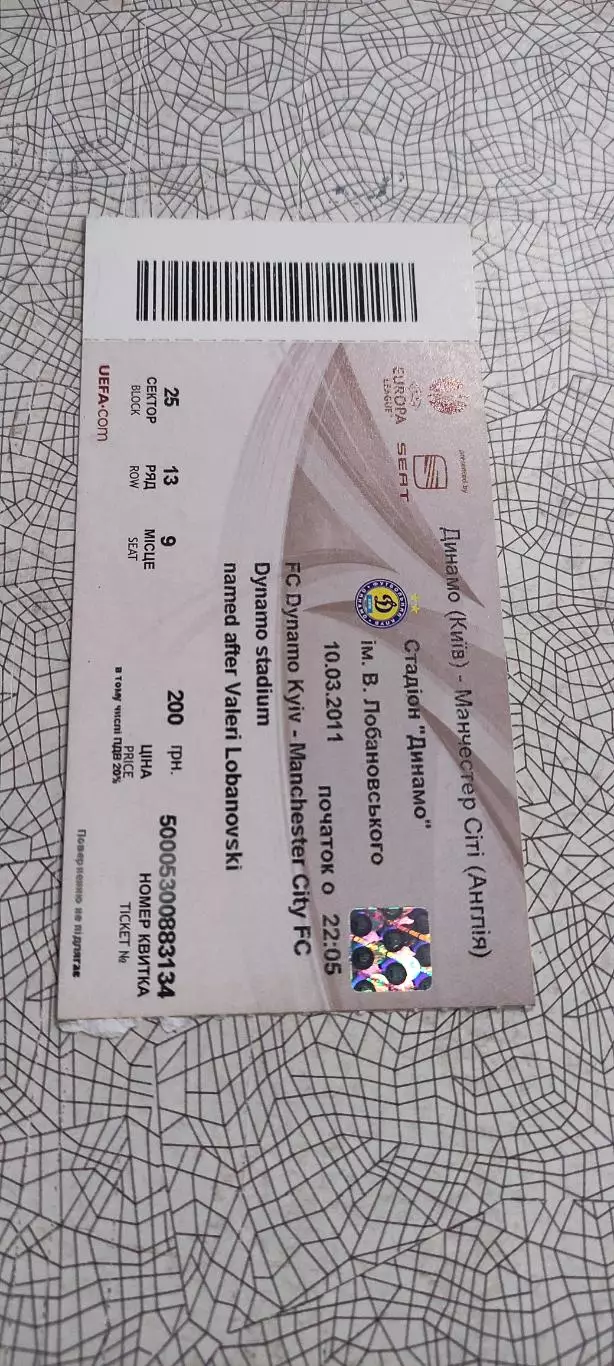 EUROPA
LEAGUE
SEAT
presented by
Динамо (Київ) - Манчестер Сіті (Англія)
Стадіон "Динамо"
ім. В. Лобановського
10.03.2011 початок о 22:05
FC Dynamo Kyiv - Manchester City FC
Dynamo stadium
named after Valeri Lobanovski
25 13 9 200 грн. 50005300883134
СЕКТОР РЯД МІСЦЕ ЦІНА НОМЕР КВИТКА
BLOCK ROW SEAT PRICE TICKET №
в тому числі ПДВ 20%
UEFA.com
Поверненню не підлягає